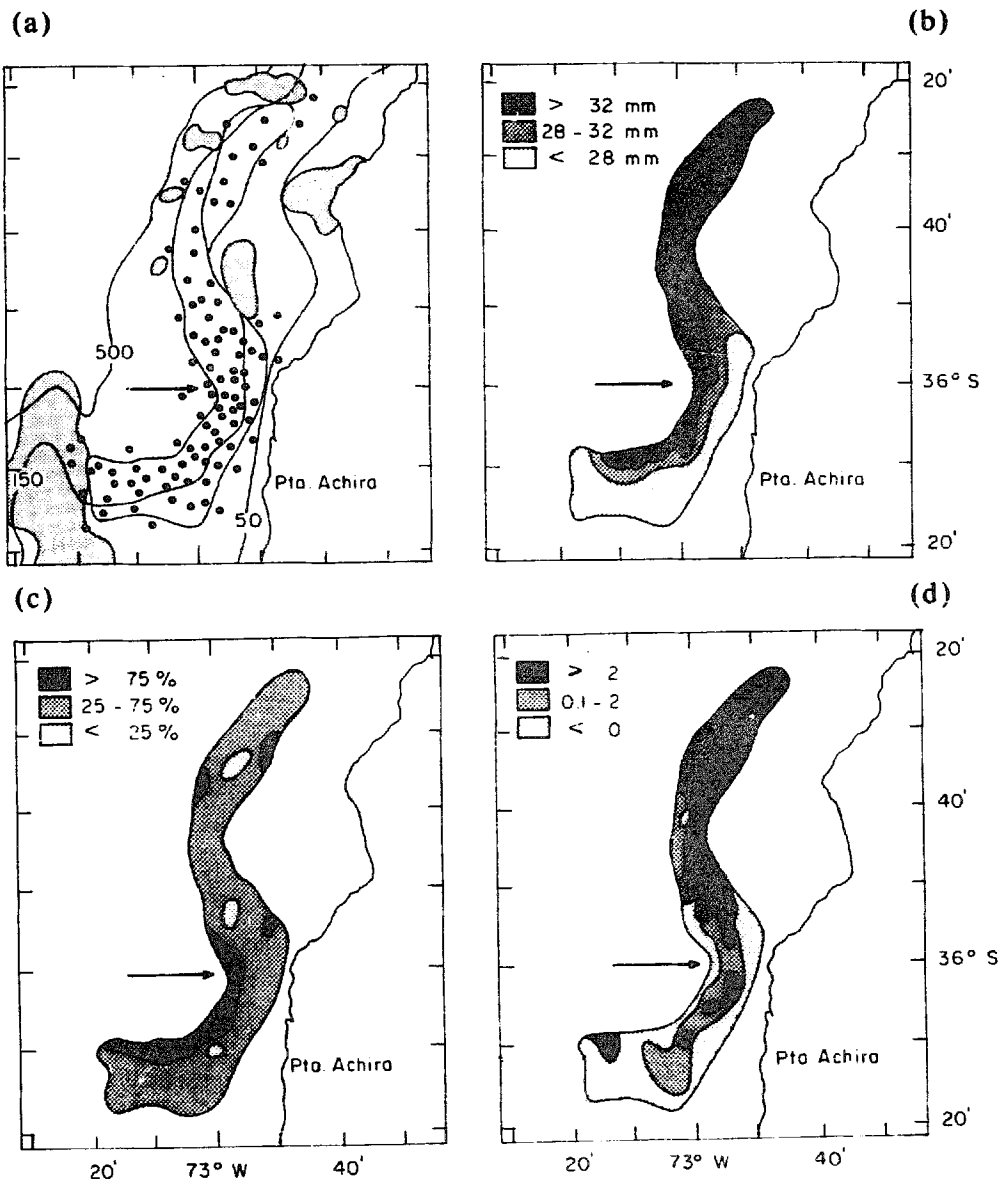 (a)
(b)
500
150
50
Pta. Achira
> 32 mm
28 - 32 mm
< 28 mm
20'
40'
36° S
Pta. Achira
20'
(c)
(d)
> 75 %
25 - 75 %
< 25 %
Pta. Achira
20'
73° W
40'
> 2
0.1 - 2
< 0
20'
40'
36° S
Pta Achira
20'
20'
73° W
40'